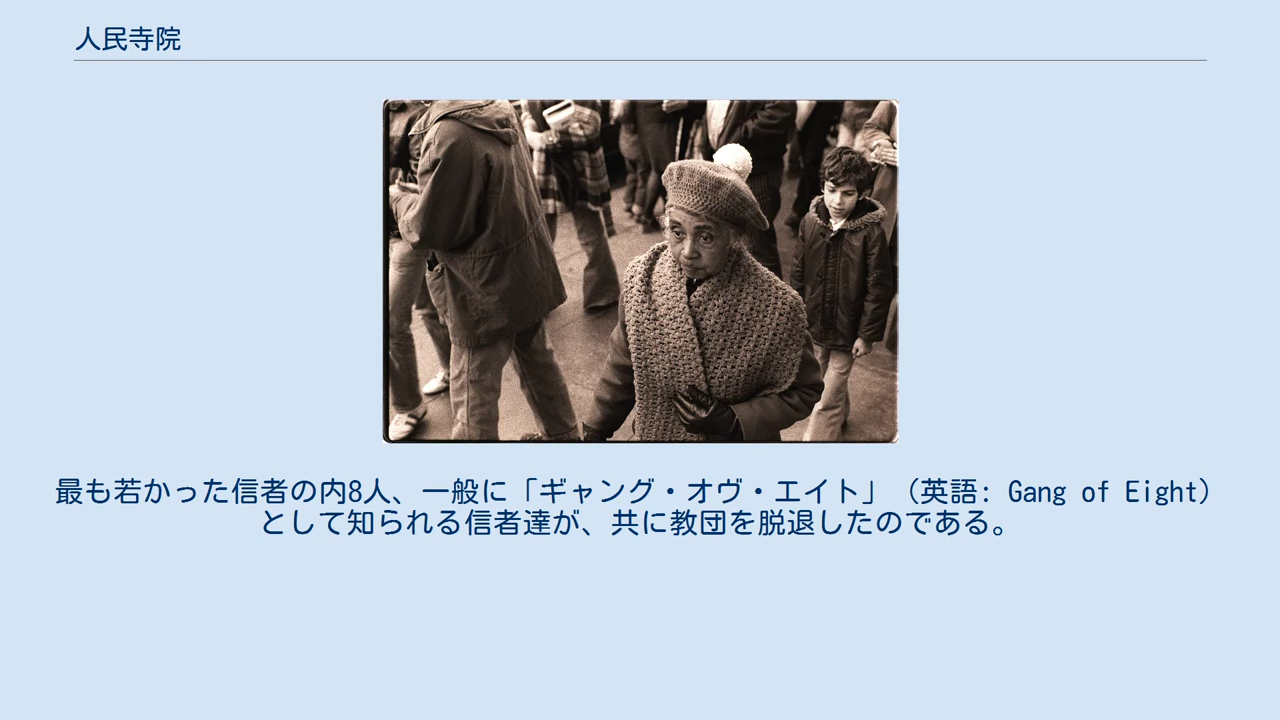 人民寺院
最も若かった信者の内8人、一般に「ギャング・オヴ・エイト」（英語: Gang of Eight）
として知られる信者達が、共に教団を脱退したのである。